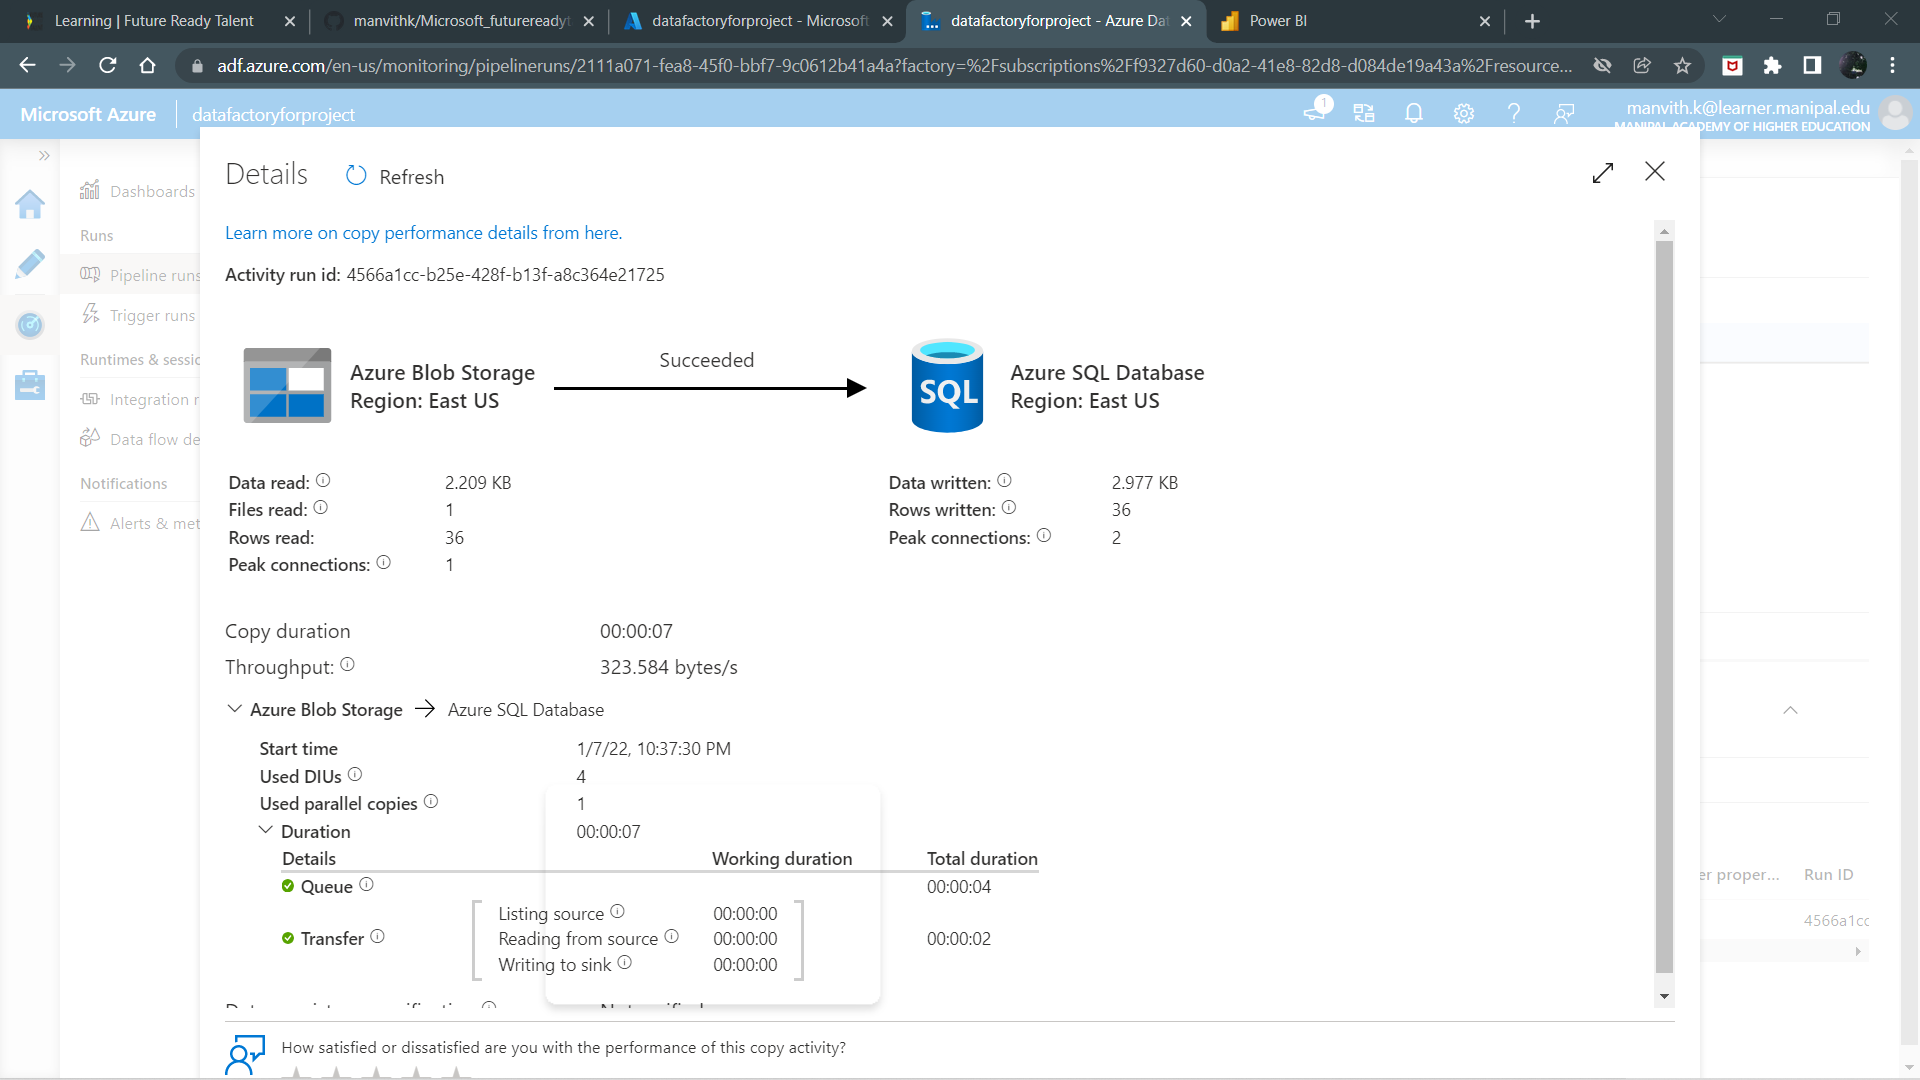 Learning | Future Ready Talent
manvithk/Microsoft_futurereadyt
datafactoryforproject - Microsoft
datafactoryforproject - Azure Dat
Power BI
adf.azure.com/en-us/monitoring/pipelineruns/2111a071-fea8-45f0-bbf7-9c0612b41a4a?factory=%2Fsubscriptions%2Ff9327d60-d0a2-41e8-82d8-d084de19a43a%2Fresource...
Microsoft Azure
datafactoryforproject
1
manvith.k@learner.manipal.edu
MANIPAL ACADEMY OF HIGHER EDUCATION
Dashboards
Runs
Pipeline runs
Trigger runs
Runtimes & sessic
Integration r
Data flow de
Notifications
Alerts & met
Details
Refresh
Learn more on copy performance details from here.
Activity run id: 4566a1cc-b25e-428f-b13f-a8c364e21725
Azure Blob Storage
Region: East US
Succeeded
SQL
Azure SQL Database
Region: East US
Data read: 2.209 KB
Files read: 1
Rows read: 36
Peak connections: 1
Data written: 2.977 KB
Rows written: 36
Peak connections: 2
Copy duration 00:00:07
Throughput: 323.584 bytes/s
Azure Blob Storage → Azure SQL Database
Start time 1/7/22, 10:37:30 PM
Used DIUs 4
Used parallel copies 1
Duration 00:00:07
Details Working duration Total duration
Queue 00:00:04
Listing source 00:00:00
Transfer Reading from source 00:00:00 00:00:02
Writing to sink 00:00:00
How satisfied or dissatisfied are you with the performance of this copy activity?
er proper... Run ID
4566a1cc